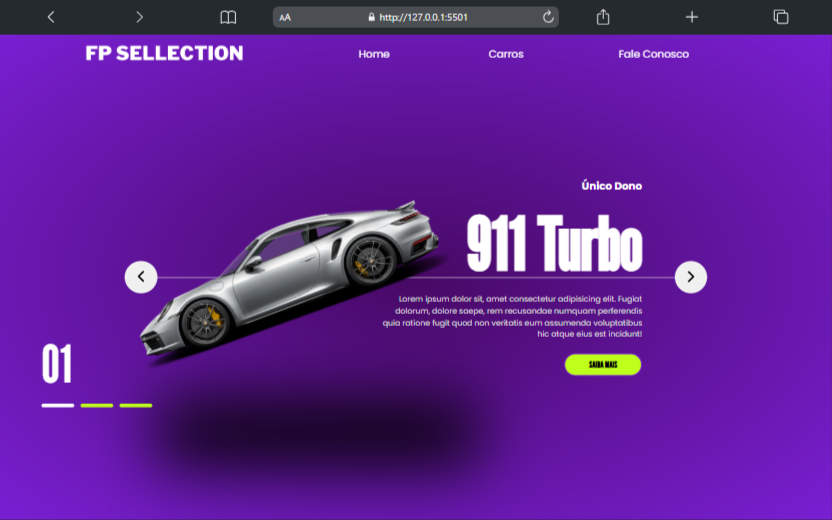 AA http://127.0.0.1:5501
FP SELLECTION Home Carros Fale Conosco
Único Dono
911 Turbo
Lorem ipsum dolor sit, amet consectetur adipisicing elit. Fugiat
dolorum, dolore saepe, rem recusandae numquam perferendis
quia ratione fugit quod non veritatis eum assumenda voluptatibus
hic atque eius est incidunt!
SAIBA MAIS
01